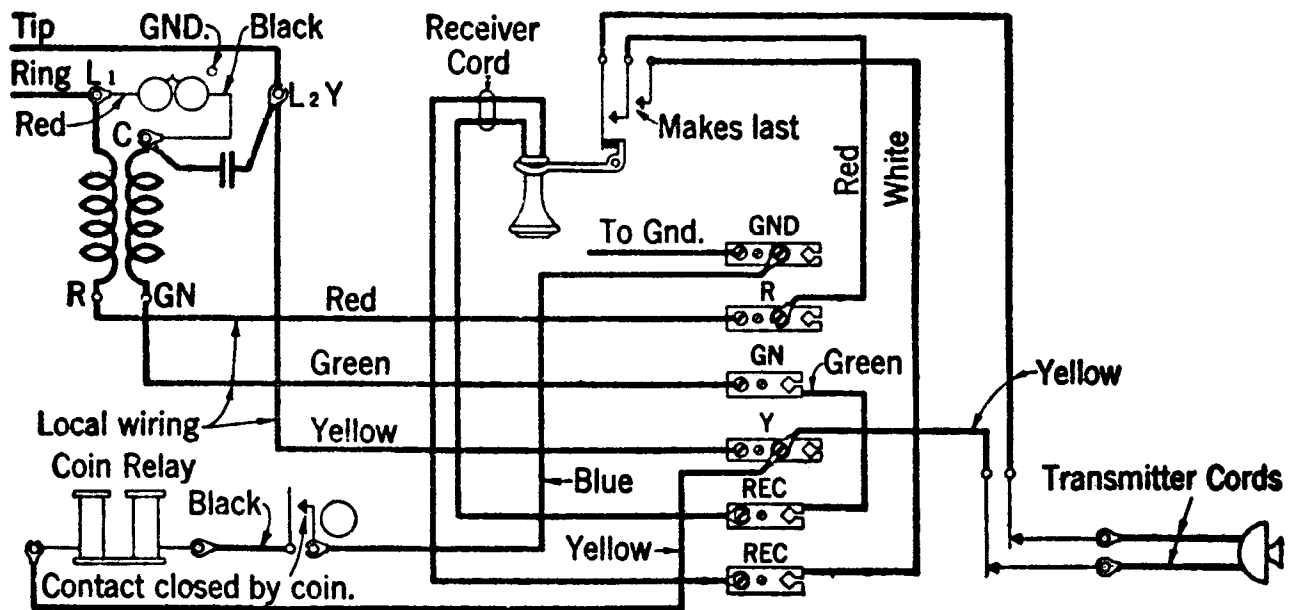 Tip
GND.
Black
Receiver
Cord
Ring L1
L2 Y
Red
C
Makes last
Red
White
To Gnd.
GND
R
GN
Red
R
Green
GN
Green
Yellow
Local wiring
Yellow
Y
Coin Relay
Black
Blue
REC
Transmitter Cords
Yellow
Contact closed by coin.
REC